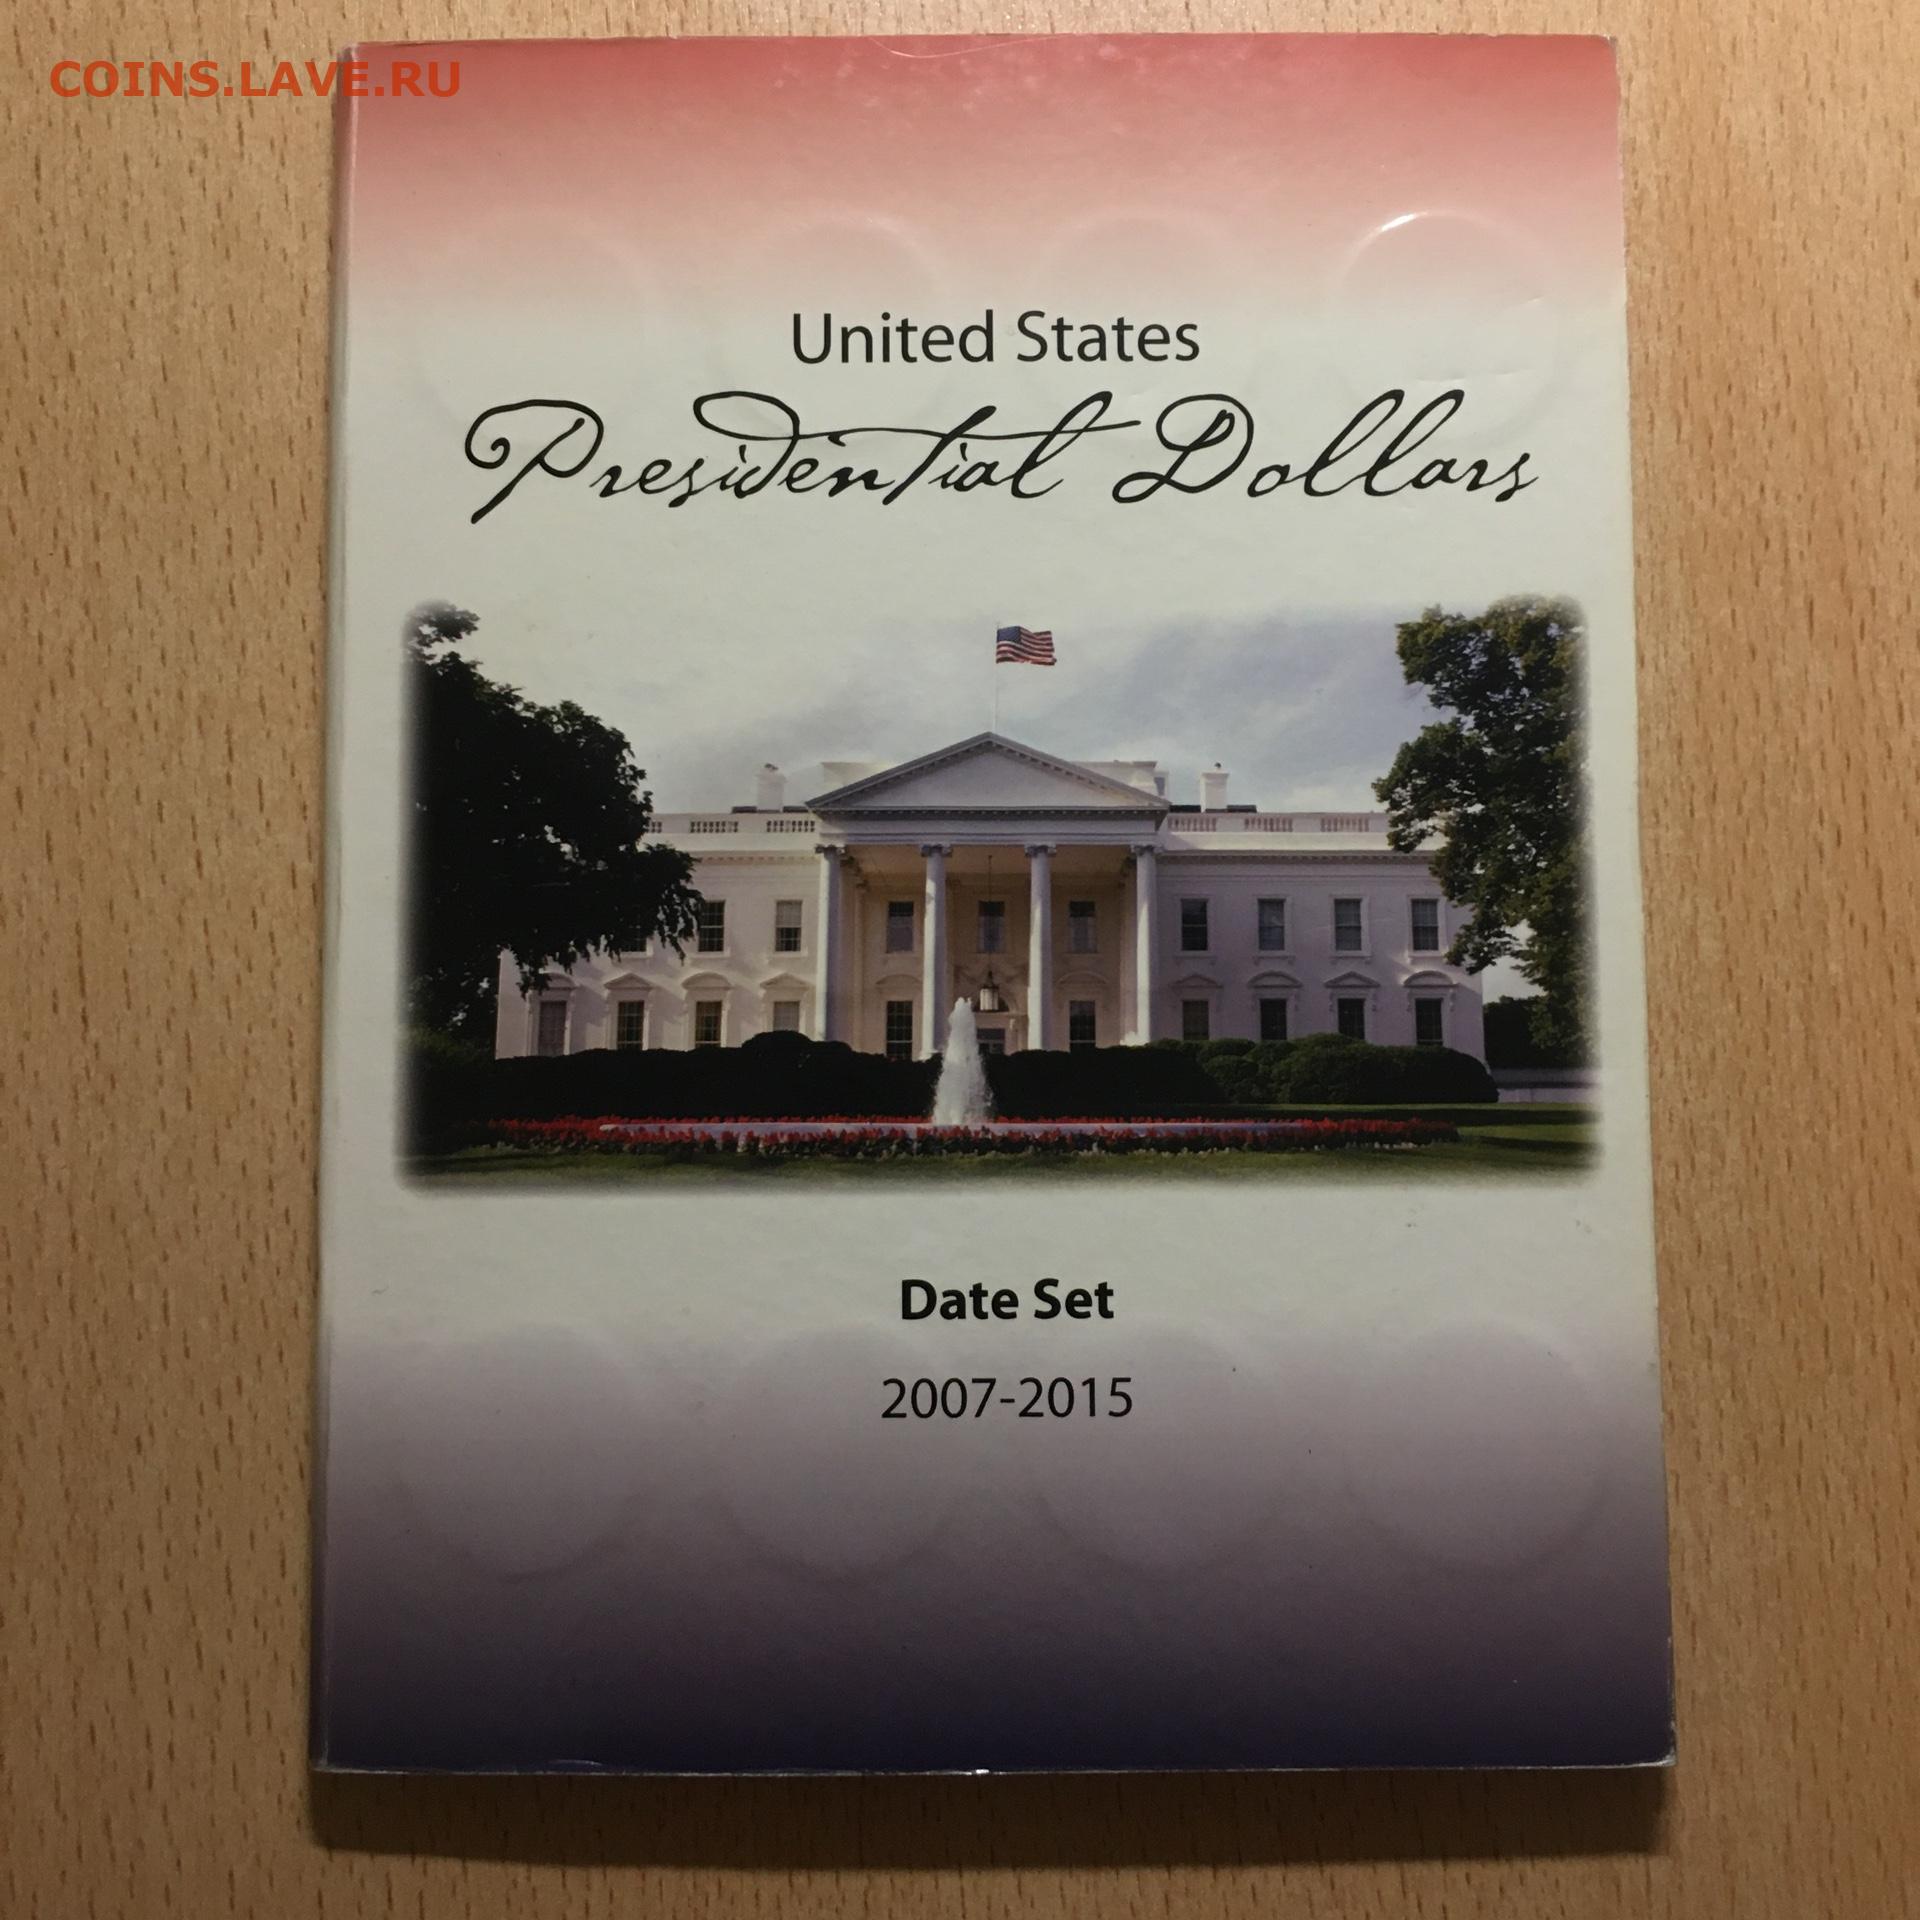 COINS.LAVE.RU
United States
Presidential Dollars
Date Set
2007-2015